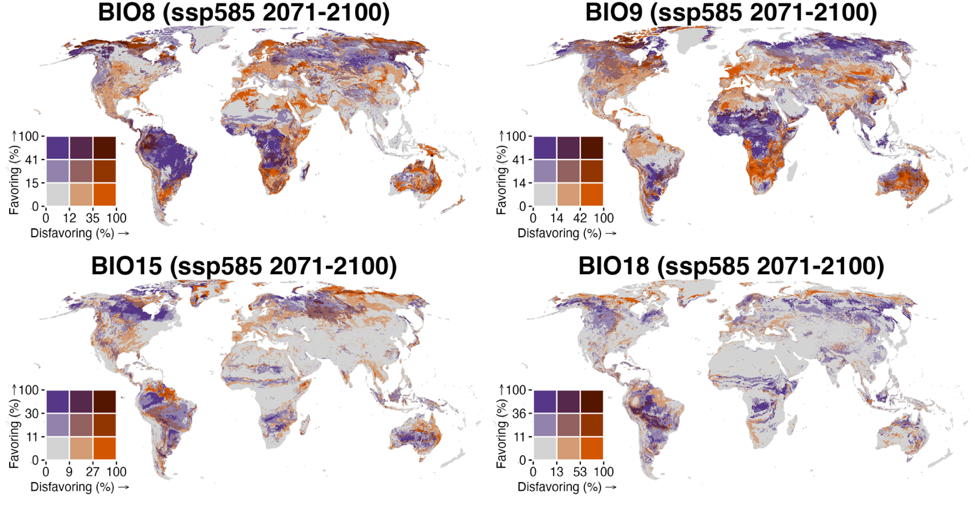 BIO8 (ssp585 2071-2100)
↑100
41
15
0
Favoring (%)
0 12 35 100
Disfavoring (%) →
BIO9 (ssp585 2071-2100)
↑100
41
14
0
Favoring (%)
0 14 42 100
Disfavoring (%) →
BIO15 (ssp585 2071-2100)
↑100
30
11
0
Favoring (%)
0 9 27 100
Disfavoring (%) →
BIO18 (ssp585 2071-2100)
↑100
36
11
0
Favoring (%)
0 13 53 100
Disfavoring (%) →